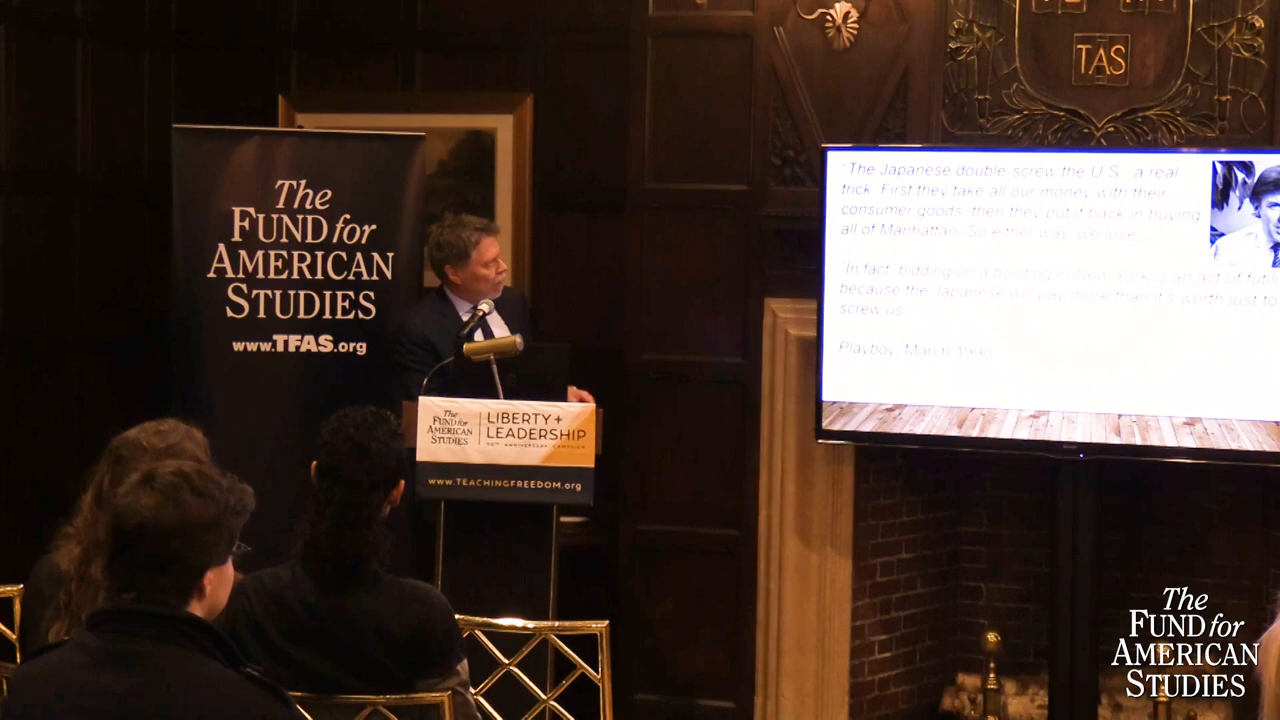 TAS
The
FUND for
AMERICAN
STUDIES
www.TFAS.org
"The Japanese double-screw the U.S., a real
trick. First they take all our money with their
consumer goods, then they put it back in buying
all of Manhattan. So either way, we lose.
"In fact, bidding on a building in New York is an act of futili
because the Japanese will pay more than it's worth just to
screw us.
Playboy, March 1990
The
FUND for
AMERICAN
STUDIES
LIBERTY +
LEADERSHIP
50TH ANNIVERSARY CAMPAIGN
www.TEACHINGFREEDOM.org
The
FUND for
AMERICAN
STUDIES